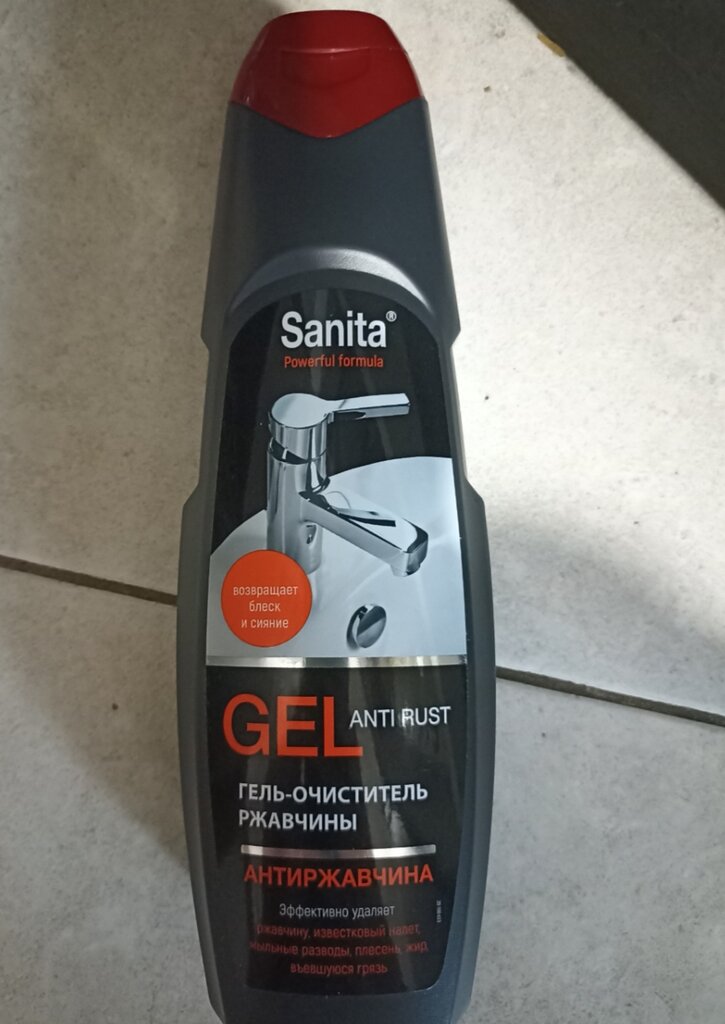 Sanita®
Powerful formula
возвращает
блеск
и сияние
GEL ANTI RUST
ГЕЛЬ-ОЧИСТИТЕЛЬ
РЖАВЧИНЫ
АНТИРЖАВЧИНА
Эффективно удаляет
ржавчину, известковый налет,
мыльные разводы, плесень, жир,
въевшуюся грязь